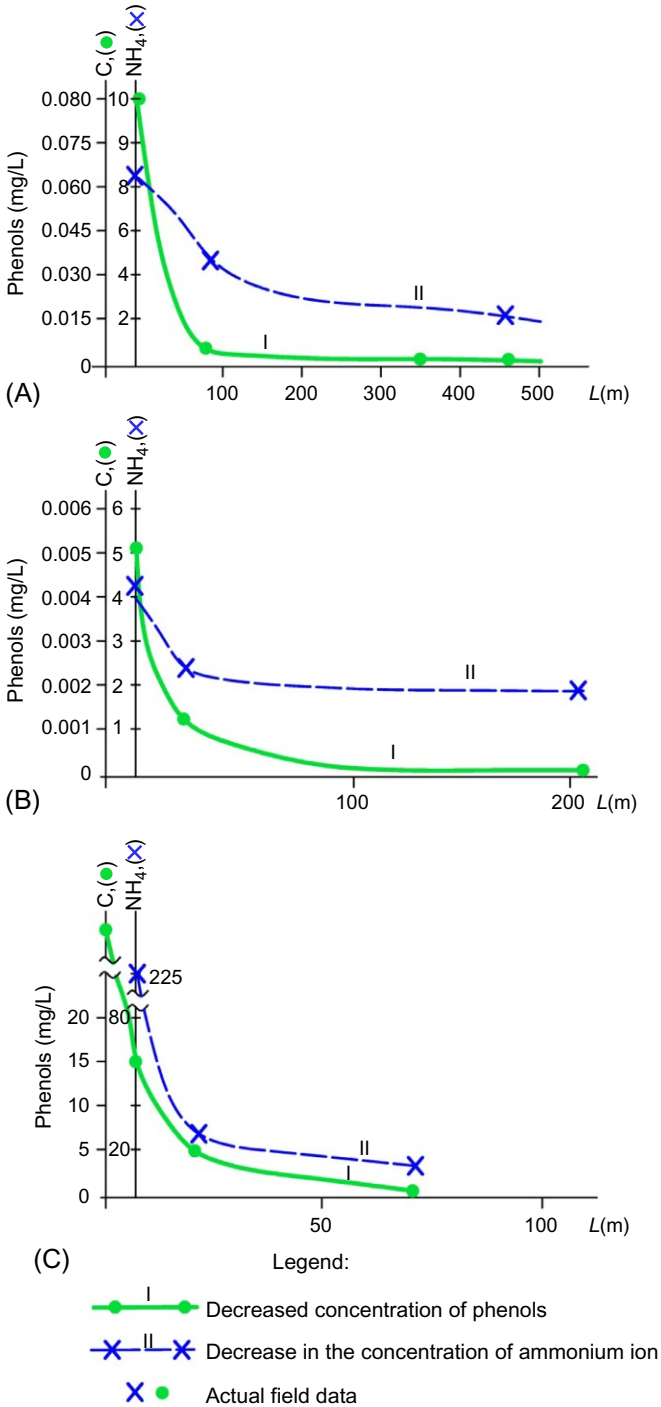 C,(●)
NH4,(×)
Phenols (mg/L)
0.080 10
0.075 9
0.060 8
0.045 6
0.030 4
0.015 2
0
I
II
100 200 300 400 500 L(m)
(A)
C,(●)
NH4,(×)
Phenols (mg/L)
0.006 6
0.005 5
0.004 4
0.003 3
0.002 2
0.001 1
0
II
I
100 200 L(m)
(B)
C,(●)
NH4,(×)
Phenols (mg/L)
225
20 80
15
10
5 20
0
II
I
50 100 L(m)
(C)
Legend:
I Decreased concentration of phenols
II Decrease in the concentration of ammonium ion
Actual field data